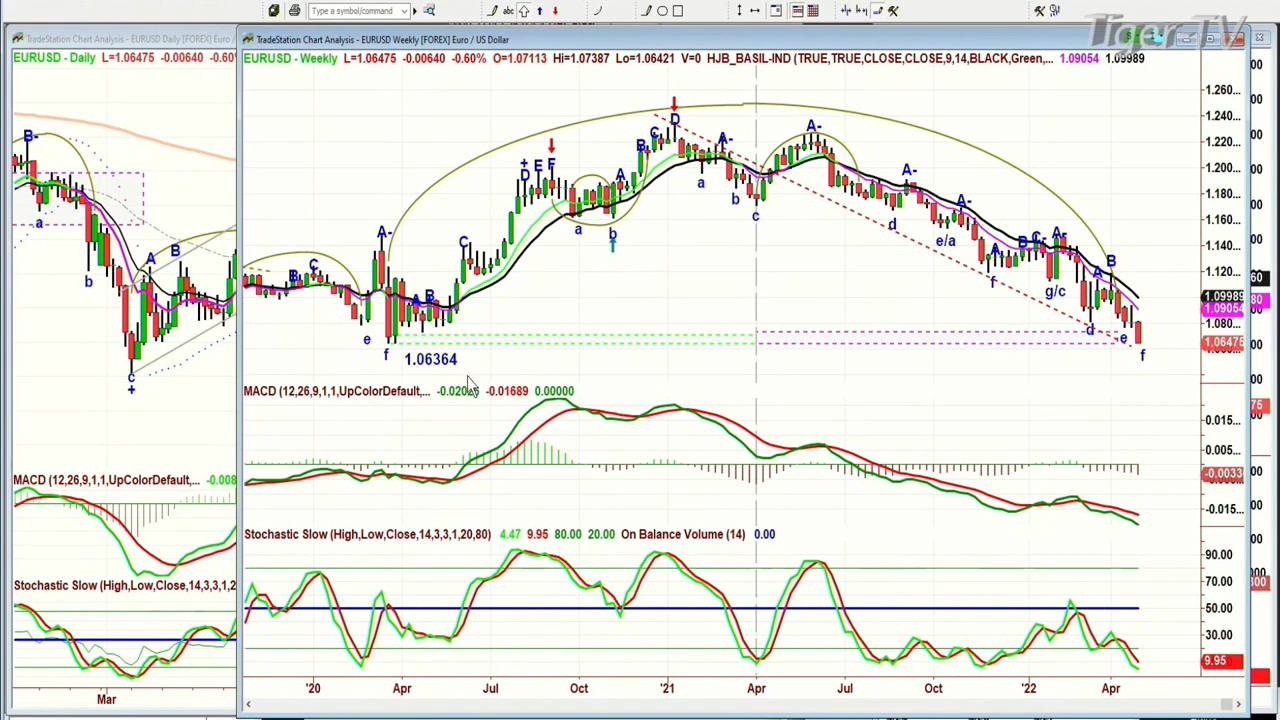 Type a symbol/command
abc
Tiger-TV
TradeStation Chart Analysis - EURUSD Daily [FOREX] Euro /
TradeStation Chart Analysis - EURUSD Weekly [FOREX] Euro / US Dollar
EURUSD - Daily L=1.06475 -0.00640 -0.60
EURUSD - Weekly L=1.06475 -0.00640 -0.60% O=1.07113 Hi=1.07387 Lo=1.06421 V=0 HJB_BASIL-IND (TRUE,TRUE,CLOSE,CLOSE,9,14,BLACK,Green,... 1.09054 1.09989
1.260...
1.240...
1.220...
1.200...
1.180...
1.160...
1.140...
1.120...
1.09989
1.09054
1.080...
1.06475
B-
a
b
A
B
c
+
B
C
e
A-
f
A
B
C
+
D
E
F
a
b
A
B
C
D
a
A-
b
c
A-
d
A-
e/a
A-
f
A
B
C-
A-
g/c
d
A
B
e
f
1.06364
MACD (12,26,9,1,1,UpColorDefault,... -0.008
MACD (12,26,9,1,1,UpColorDefault,... -0.01689 0.00000
0.015...
0.005...
-0.0033
-0.015...
Stochastic Slow (High,Low,Close,14,3,3,1,2
Stochastic Slow (High,Low,Close,14,3,3,1,20,80) 4.47 9.95 80.00 20.00 On Balance Volume (14) 0.00
90.00
70.00
50.00
30.00
9.95
Mar
'20 Apr Jul Oct '21 Apr Jul Oct '22 Apr